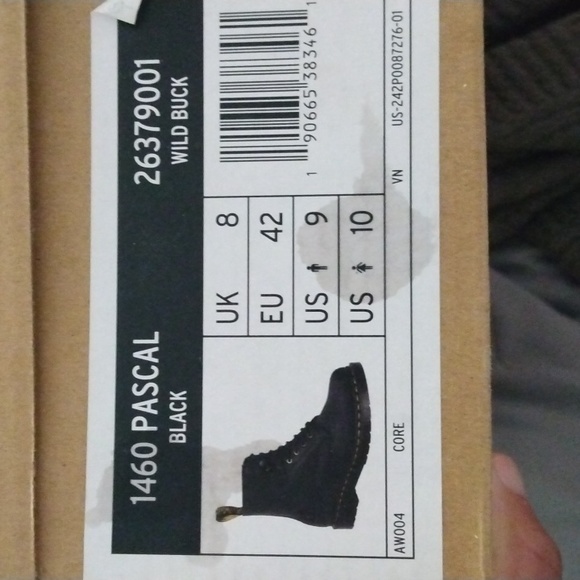 1460 PASCAL 26379001
BLACK WILD BUCK
UK 8
EU 42
US 9
US 10
1 90665 38346 1
AW004 CORE VN US-242P0087276-01